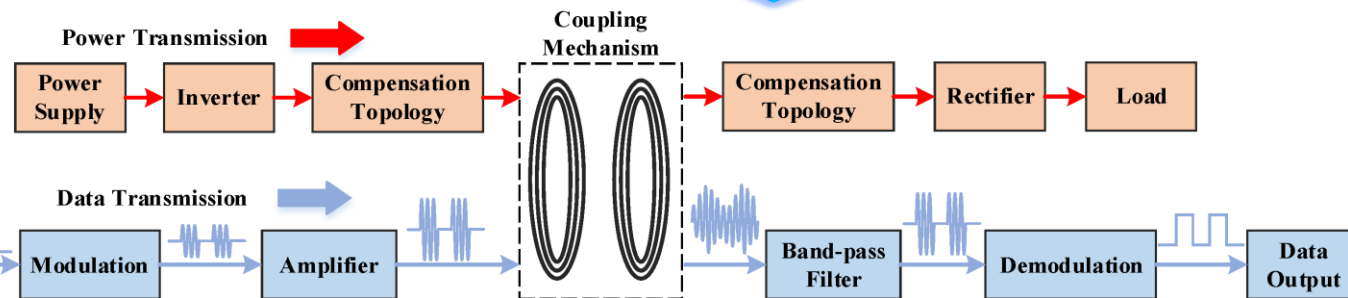 Power Transmission
Coupling
Mechanism
Power
Supply
Inverter
Compensation
Topology
Compensation
Topology
Rectifier
Load
Data Transmission
Modulation
Amplifier
Band-pass
Filter
Demodulation
Data
Output